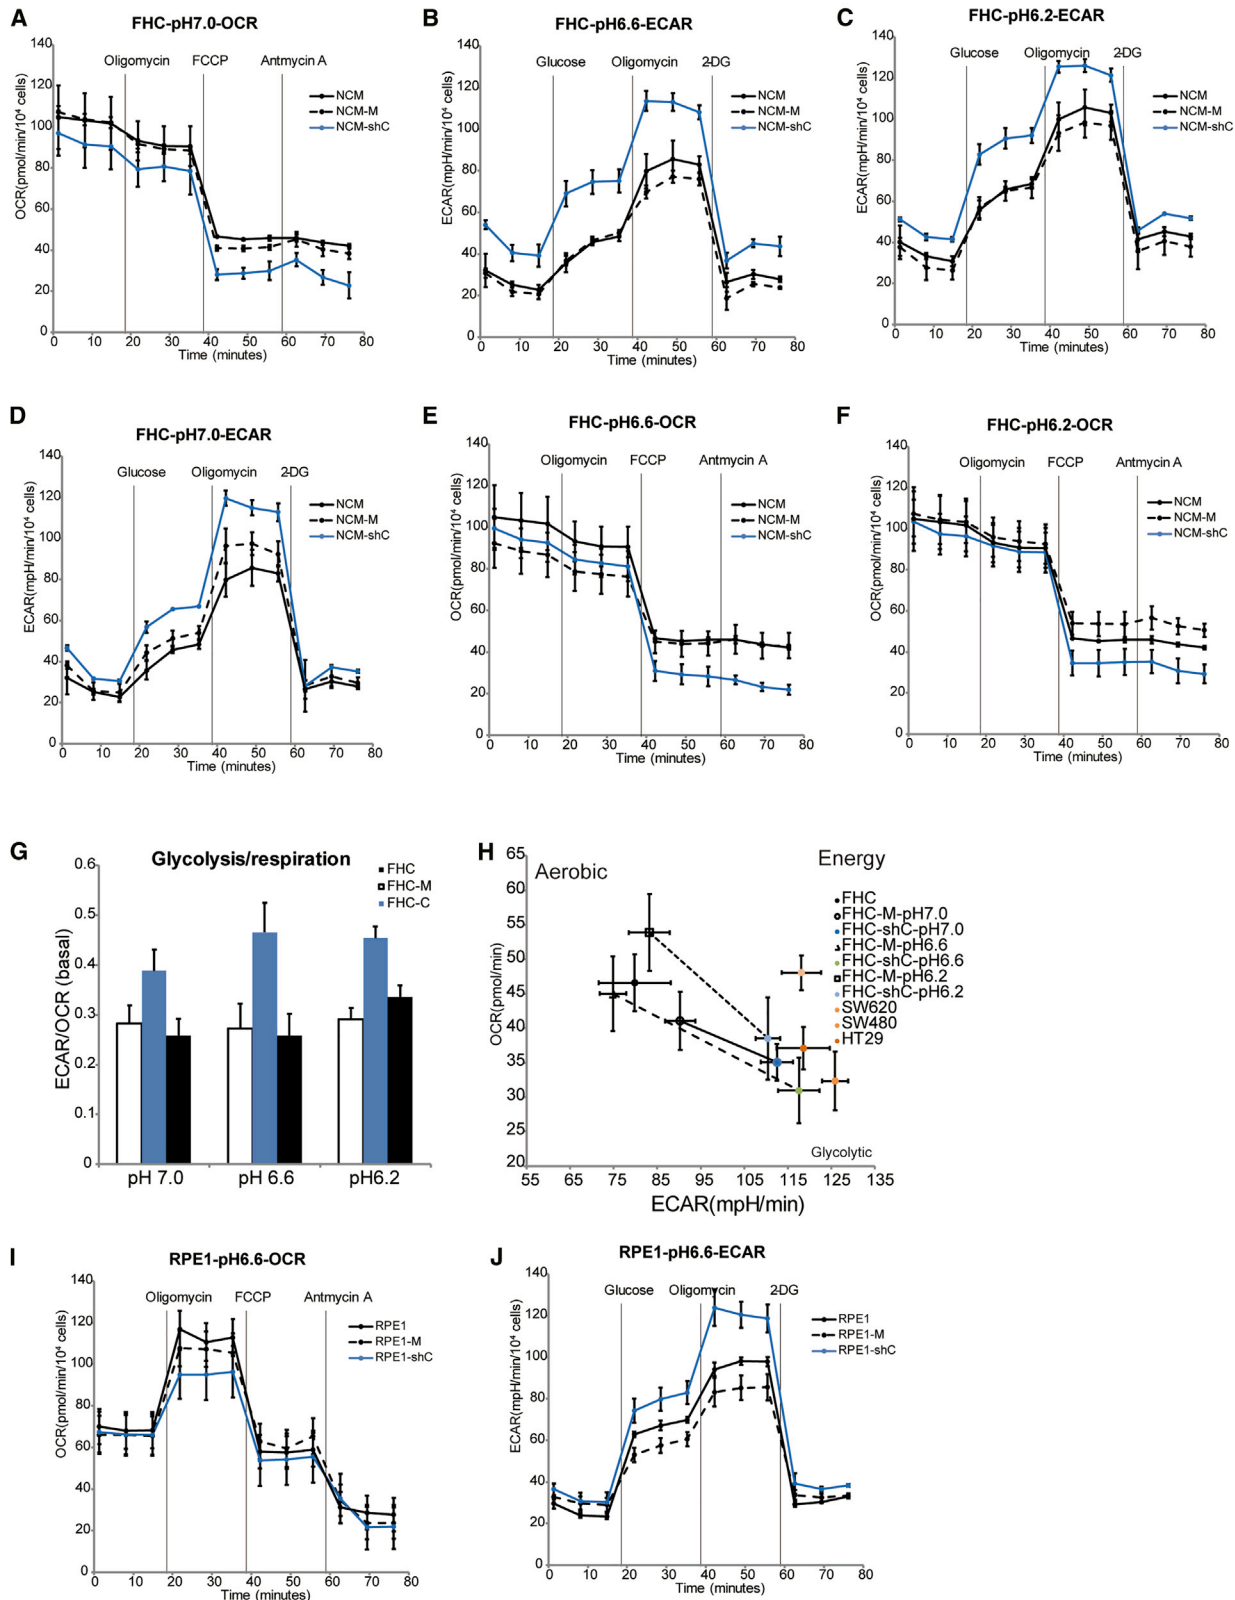 A
FHC-pH7.0-OCR
140
120
100
80
60
40
20
0
OCR(pmol/min/10⁴ cells)
Oligomycin FCCP Antmycin A
NCM
NCM-M
NCM-shC
0 10 20 30 40 50 60 70 80
Time (minutes)
B
FHC-pH6.6-ECAR
140
120
100
80
60
40
20
0
ECAR(mpH/min/10⁴ cells)
Glucose Oligomycin 2-DG
NCM
NCM-M
NCM-shC
0 10 20 30 40 50 60 70 80
Time (minutes)
C
FHC-pH6.2-ECAR
140
120
100
80
60
40
20
0
ECAR(mpH/min/10⁴ cells)
Glucose Oligomycin 2-DG
NCM
NCM-M
NCM-shC
0 10 20 30 40 50 60 70 80
Time (minutes)
D
FHC-pH7.0-ECAR
140
120
100
80
60
40
20
0
ECAR(mpH/min/10⁴ cells)
Glucose Oligomycin 2-DG
NCM
NCM-M
NCM-shC
0 10 20 30 40 50 60 70 80
Time (minutes)
E
FHC-pH6.6-OCR
140
120
100
80
60
40
20
0
OCR(pmol/min/10⁴ cells)
Oligomycin FCCP Antmycin A
NCM
NCM-M
NCM-shC
0 10 20 30 40 50 60 70 80
Time (minutes)
F
FHC-pH6.2-OCR
140
120
100
80
60
40
20
0
OCR(pmol/min/10⁴ cells)
Oligomycin FCCP Antmycin A
NCM
NCM-M
NCM-shC
0 10 20 30 40 50 60 70 80
Time (minutes)
G
Glycolysis/respiration
0.6
0.5
0.4
0.3
0.2
0.1
0
ECAR/OCR (basal)
FHC
FHC-M
FHC-C
pH 7.0 pH 6.6 pH6.2
H
65
60
55
50
45
40
35
30
25
20
OCR(pmol/min)
Aerobic
Energy
FHC
FHC-M-pH7.0
FHC-shC-pH7.0
FHC-M-pH6.6
FHC-shC-pH6.6
FHC-M-pH6.2
FHC-shC-pH6.2
SW620
SW480
HT29
Glycolytic
55 65 75 85 95 105 115 125 135
ECAR(mpH/min)
I
RPE1-pH6.6-OCR
140
120
100
80
60
40
20
0
OCR(pmol/min/10⁴ cells)
Oligomycin FCCP Antmycin A
RPE1
RPE1-M
RPE1-shC
0 10 20 30 40 50 60 70 80
Time (minutes)
J
RPE1-pH6.6-ECAR
140
120
100
80
60
40
20
0
ECAR(mpH/min/10⁴ cells)
Glucose Oligomycin 2-DG
RPE1
RPE1-M
RPE1-shC
0 10 20 30 40 50 60 70 80
Time (minutes)